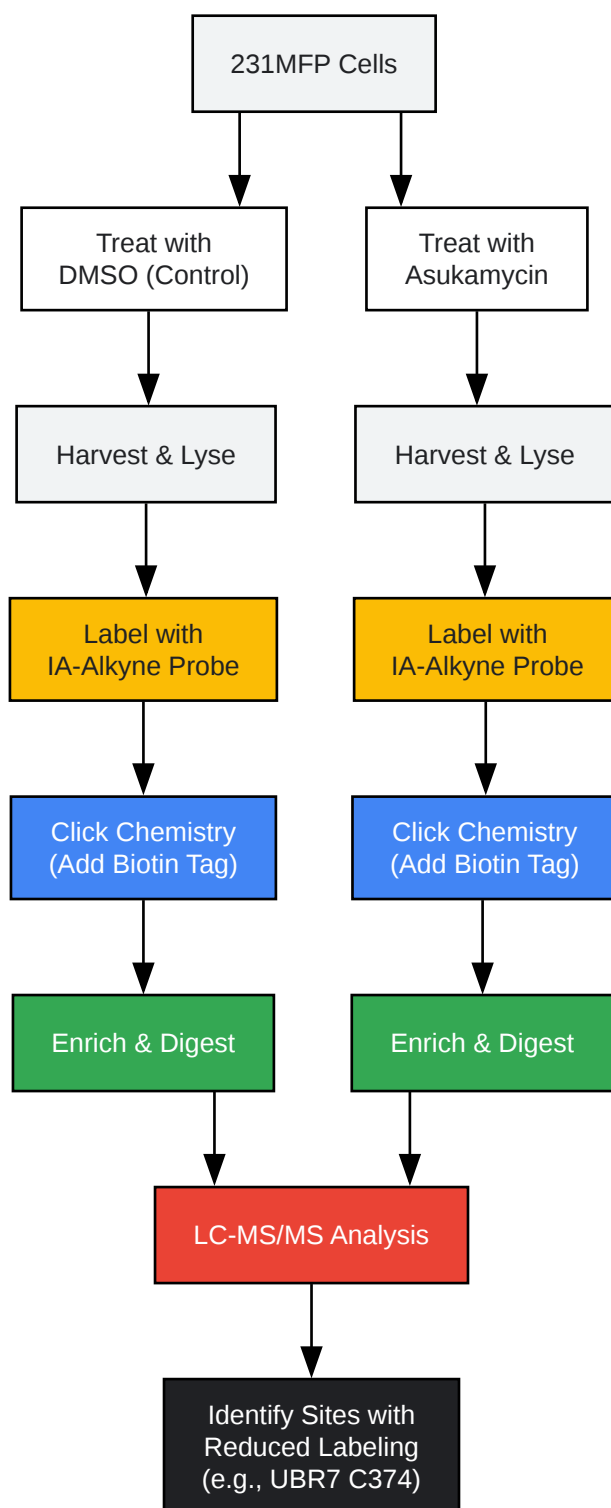 231MFP Cells
Treat with
DMSO (Control)
Treat with
Asukamycin
Harvest & Lyse
Harvest & Lyse
Label with
IA-Alkyne Probe
Label with
IA-Alkyne Probe
Click Chemistry
(Add Biotin Tag)
Click Chemistry
(Add Biotin Tag)
Enrich & Digest
Enrich & Digest
LC-MS/MS Analysis
Identify Sites with
Reduced Labeling
(e.g., UBR7 C374)